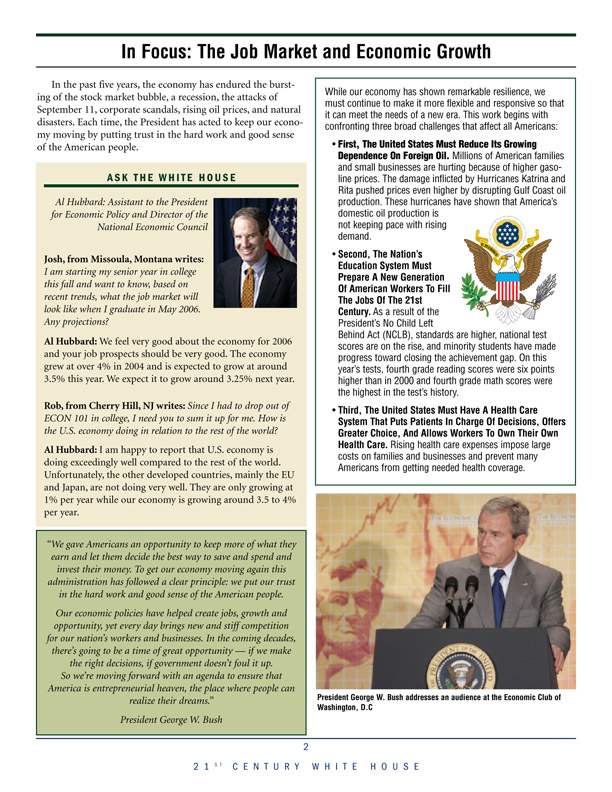 In Focus: The Job Market and Economic Growth
In the past five years, the economy has endured the burst-
ing of the stock market bubble, a recession, the attacks of
September 11, corporate scandals, rising oil prices, and natural
disasters. Each time, the President has acted to keep our econo-
my moving by putting trust in the hard work and good sense
of the American people.
ASK THE WHITE HOUSE
Al Hubbard: Assistant to the President
for Economic Policy and Director of the
National Economic Council
Josh, from Missoula, Montana writes:
I am starting my senior year in college
this fall and want to know, based on
recent trends, what the job market will
look like when I graduate in May 2006.
Any projections?
Al Hubbard: We feel very good about the economy for 2006
and your job prospects should be very good. The economy
grew at over 4% in 2004 and is expected to grow at around
3.5% this year. We expect it to grow around 3.25% next year.
Rob, from Cherry Hill, NJ writes: Since I had to drop out of
ECON 101 in college, I need you to sum it up for me. How is
the U.S. economy doing in relation to the rest of the world?
Al Hubbard: I am happy to report that U.S. economy is
doing exceedingly well compared to the rest of the world.
Unfortunately, the other developed countries, mainly the EU
and Japan, are not doing very well. They are only growing at
1% per year while our economy is growing around 3.5 to 4%
per year.
“We gave Americans an opportunity to keep more of what they
earn and let them decide the best way to save and spend and
invest their money. To get our economy moving again this
administration has followed a clear principle: we put our trust
in the hard work and good sense of the American people.
Our economic policies have helped create jobs, growth and
opportunity, yet every day brings new and stiff competition
for our nation’s workers and businesses. In the coming decades,
there’s going to be a time of great opportunity — if we make
the right decisions, if government doesn’t foul it up.
So we’re moving forward with an agenda to ensure that
America is entrepreneurial heaven, the place where people can
realize their dreams.”
President George W. Bush
While our economy has shown remarkable resilience, we
must continue to make it more flexible and responsive so that
it can meet the needs of a new era. This work begins with
confronting three broad challenges that affect all Americans:
• First, The United States Must Reduce Its Growing
Dependence On Foreign Oil. Millions of American families
and small businesses are hurting because of higher gaso-
line prices. The damage inflicted by Hurricanes Katrina and
Rita pushed prices even higher by disrupting Gulf Coast oil
production. These hurricanes have shown that America’s
domestic oil production is
not keeping pace with rising
demand.
• Second, The Nation’s
Education System Must
Prepare A New Generation
Of American Workers To Fill
The Jobs Of The 21st
Century. As a result of the
President’s No Child Left
Behind Act (NCLB), standards are higher, national test
scores are on the rise, and minority students have made
progress toward closing the achievement gap. On this
year’s tests, fourth grade reading scores were six points
higher than in 2000 and fourth grade math scores were
the highest in the test’s history.
• Third, The United States Must Have A Health Care
System That Puts Patients In Charge Of Decisions, Offers
Greater Choice, And Allows Workers To Own Their Own
Health Care. Rising health care expenses impose large
costs on families and businesses and prevent many
Americans from getting needed health coverage.
President George W. Bush addresses an audience at the Economic Club of
Washington, D.C
2
21ST CENTURY WHITE HOUSE